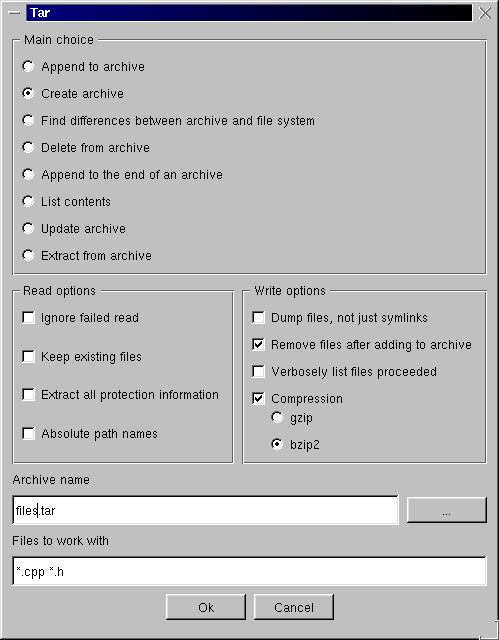 Tar
Main choice
Append to archive
Create archive
Find differences between archive and file system
Delete from archive
Append to the end of an archive
List contents
Update archive
Extract from archive
Read options
Ignore failed read
Keep existing files
Extract all protection information
Absolute path names
Write options
Dump files, not just symlinks
Remove files after adding to archive
Verbosely list files proceeded
Compression
gzip
bzip2
Archive name
files.tar
...
Files to work with
*.cpp *.h
Ok
Cancel